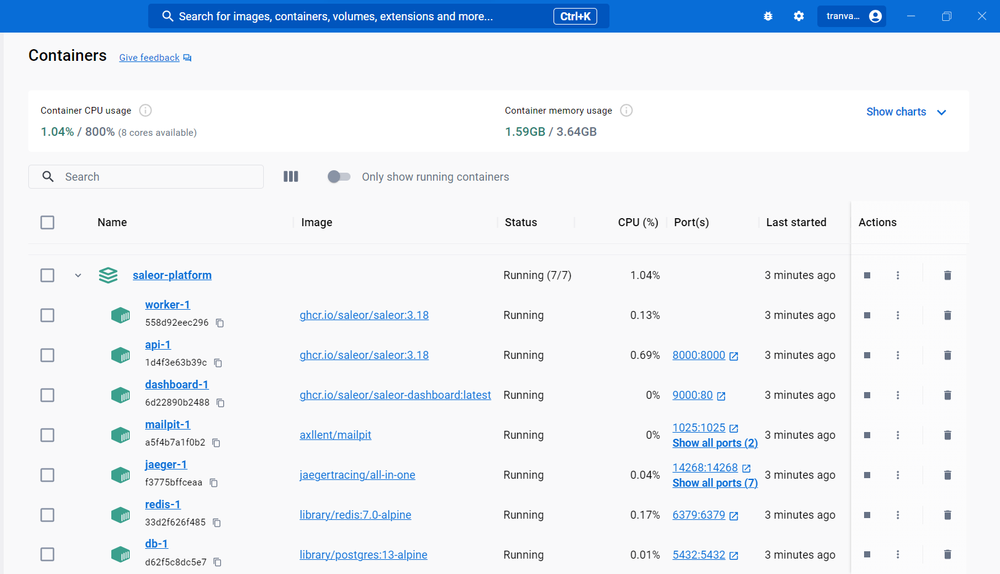 Search for images, containers, volumes, extensions and more... Ctrl+K tranva...
Containers Give feedback
Container CPU usage Container memory usage Show charts
1.04% / 800% (8 cores available) 1.59GB / 3.64GB
Search Only show running containers
Name Image Status CPU (%) Port(s) Last started Actions
saleor-platform Running (7/7) 1.04% 3 minutes ago
worker-1
558d92eec296 ghcr.io/saleor/saleor:3.18 Running 0.13% 3 minutes ago
api-1
1d4f3e63b39c ghcr.io/saleor/saleor:3.18 Running 0.69% 8000:8000 3 minutes ago
dashboard-1
6d22890b2488 ghcr.io/saleor/saleor-dashboard:latest Running 0% 9000:80 3 minutes ago
mailpit-1 1025:1025
a5f4b7a1f0b2 axllent/mailpit Running 0% Show all ports (2) 3 minutes ago
jaeger-1 14268:14268
f3775bffceaa jaegertracing/all-in-one Running 0.04% Show all ports (7) 3 minutes ago
redis-1
33d2f626f485 library/redis:7.0-alpine Running 0.17% 6379:6379 3 minutes ago
db-1
d62f5c8dc5e7 library/postgres:13-alpine Running 0.01% 5432:5432 3 minutes ago